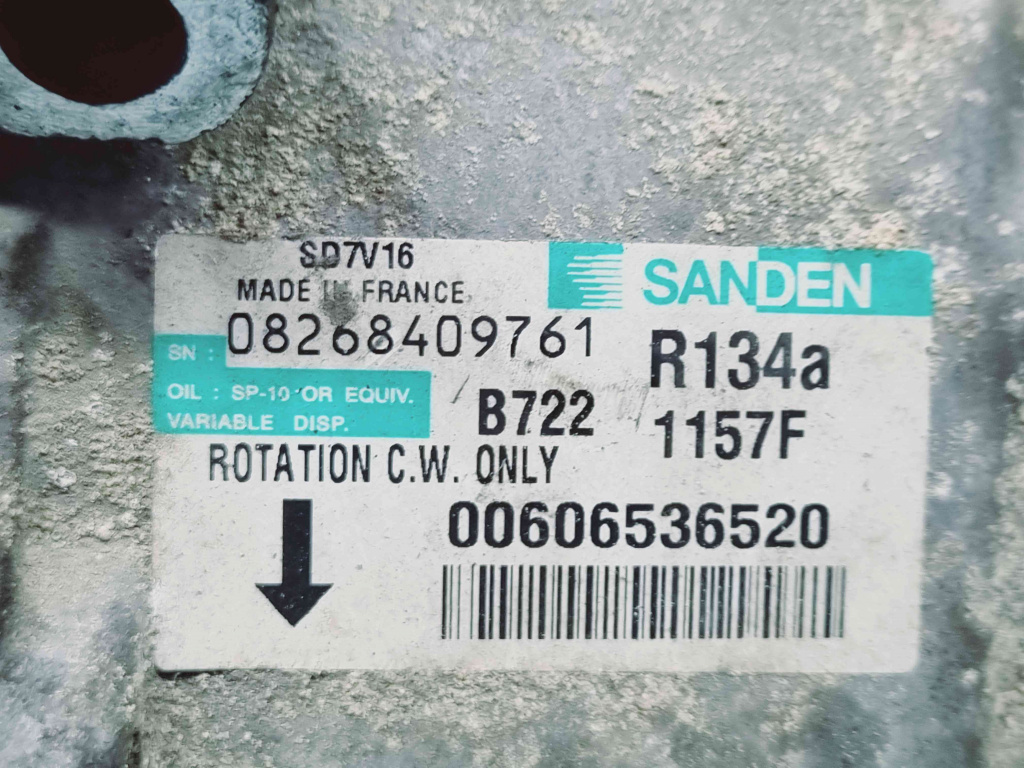 SD7V16
SANDEN
MADE IN FRANCE
SN : 08268409761
R134a
OIL : SP-10 OR EQUIV.
VARIABLE DISP.
B722
1157F
ROTATION C.W. ONLY
00606536520